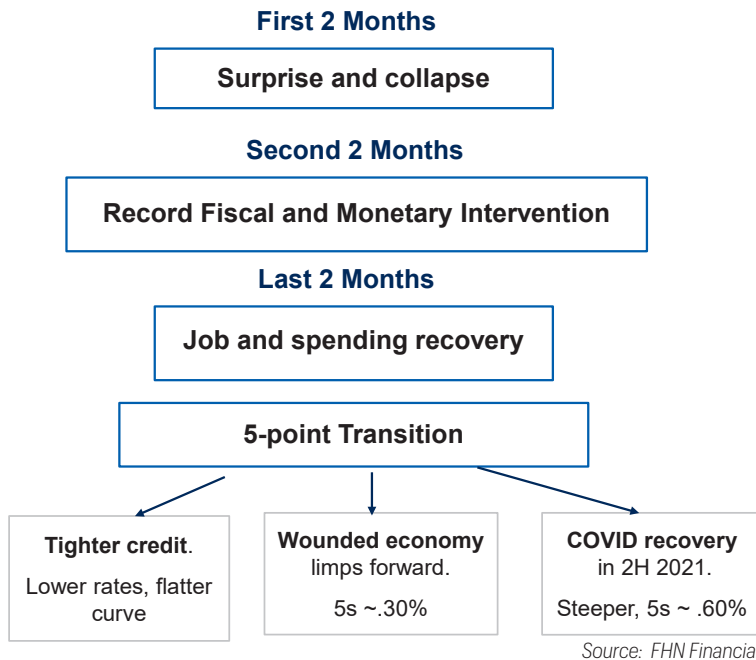 First 2 Months
Surprise and collapse
Second 2 Months
Record Fiscal and Monetary Intervention
Last 2 Months
Job and spending recovery
5-point Transition
Tighter credit.
Lower rates, flatter
curve
Wounded economy
limps forward.
5s ~.30%
COVID recovery
in 2H 2021.
Steeper, 5s ~ .60%
Source: FHN Financia